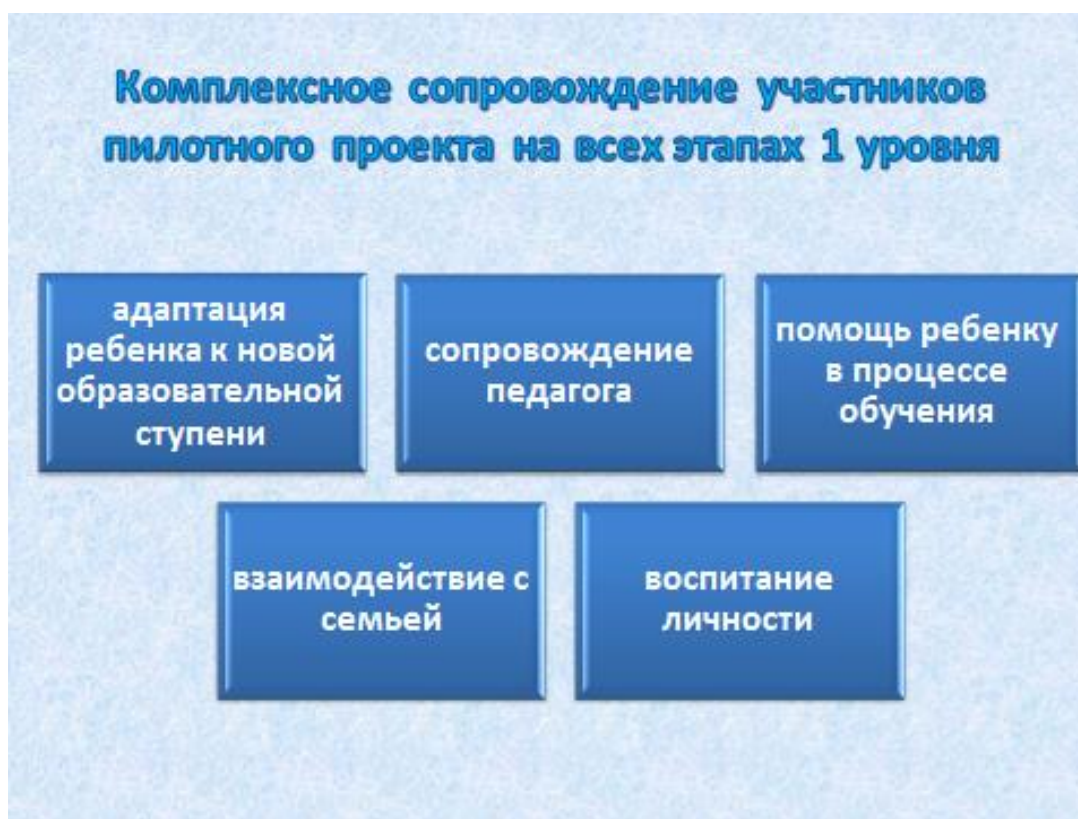 Комплексное сопровождение участников
пилотного проекта на всех этапах 1 уровня
адаптация
ребенка к новой
образовательной
ступени
сопровождение
педагога
помощь ребенку
в процессе
обучения
взаимодействие с
семьей
воспитание
личности